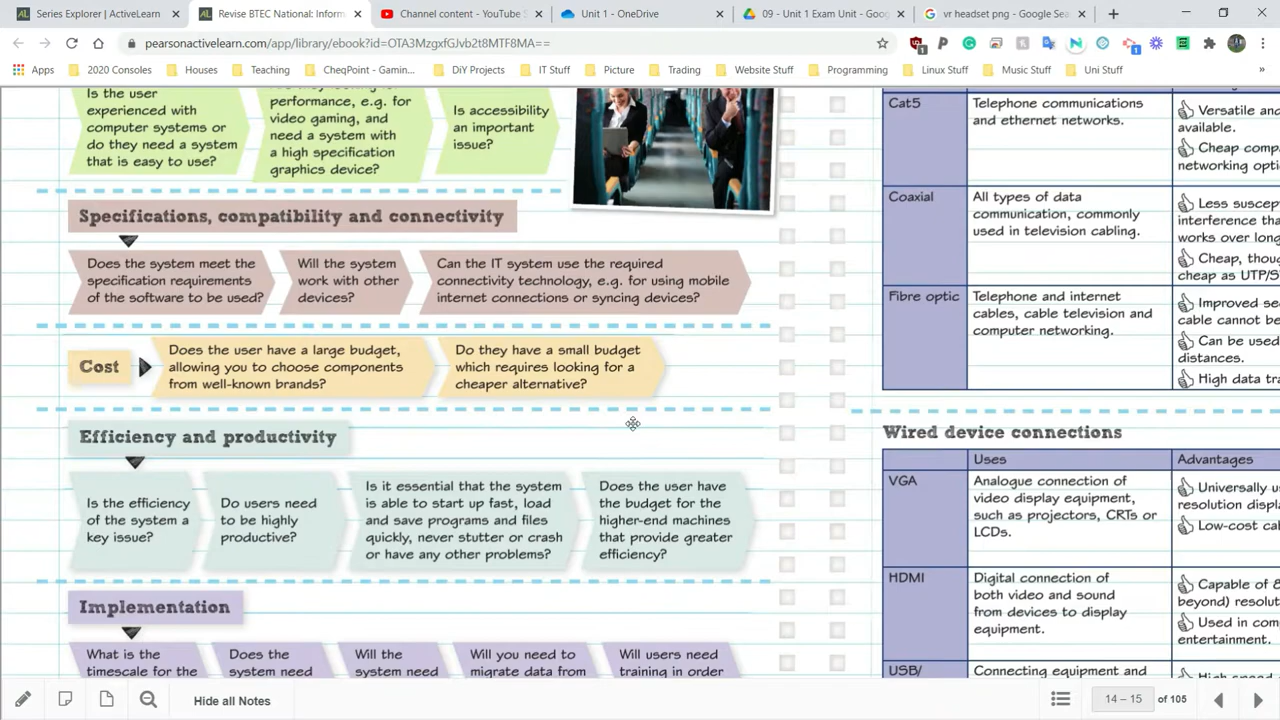 Series Explorer | ActiveLearn
Revise BTEC National: Inform
Channel content - YouTube S
Unit 1 - OneDrive
09 - Unit 1 Exam Unit - Goog
vr headset png - Google Sea
pearsonactivelearn.com/app/library/ebook?id=OTA3MzgxfGJvb2t8MTF8MA==
Apps
2020 Consoles
Houses
Teaching
CheqPoint - Gamin...
DiY Projects
IT Stuff
Picture
Trading
Website Stuff
Programming
Linux Stuff
Music Stuff
Uni Stuff
Is the user
experienced with
computer systems or
do they need a system
that is easy to use?
performance, e.g. for
video gaming, and
need a system with
a high specification
graphics device?
Is accessibility
an important
issue?
Specifications, compatibility and connectivity
Does the system meet the
specification requirements
of the software to be used?
Will the system
work with other
devices?
Can the IT system use the required
connectivity technology, e.g. for using mobile
internet connections or syncing devices?
Cost
Does the user have a large budget,
allowing you to choose components
from well-known brands?
Do they have a small budget
which requires looking for a
cheaper alternative?
Efficiency and productivity
Is the efficiency
of the system a
key issue?
Do users need
to be highly
productive?
Is it essential that the system
is able to start up fast, load
and save programs and files
quickly, never stutter or crash
or have any other problems?
Does the user have
the budget for the
higher-end machines
that provide greater
efficiency?
Implementation
What is the
timescale for the
Does the
system need
Will the
system need
Will you need to
migrate data from
Will users need
training in order
Cat5
Telephone communications
and ethernet networks.
Versatile and
available.
Cheap comp
networking opti
Coaxial
All types of data
communication, commonly
used in television cabling.
Less suscep
interference tha
works over long
Cheap, thoug
cheap as UTP/S
Fibre optic
Telephone and internet
cables, cable television and
computer networking.
Improved se
cable cannot be
Can be used
distances.
High data tra
Wired device connections
Uses
Advantages
VGA
Analogue connection of
video display equipment,
such as projectors, CRTs or
LCDs.
Universally us
resolution displ
Low-cost cal
HDMI
Digital connection of
both video and sound
from devices to display
equipment.
Capable of 8
beyond) resolut
Used in com
entertainment.
USB/
Connecting equipment and
Hide all Notes
14 – 15
of 105